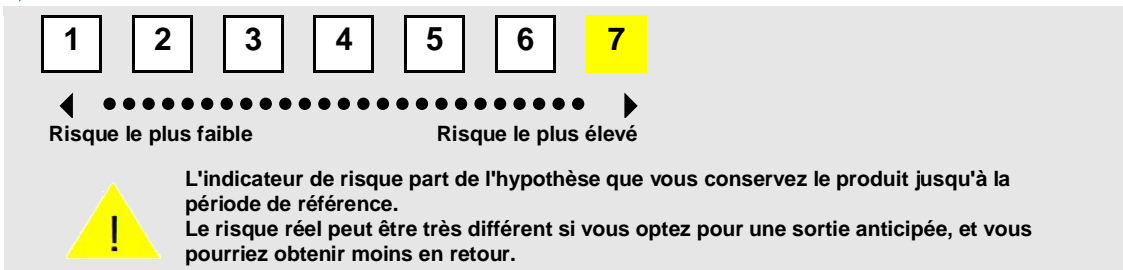 1 2 3 4 5 6 7
Risque le plus faible Risque le plus élevé
L'indicateur de risque part de l'hypothèse que vous conservez le produit jusqu'à la
période de référence.
! Le risque réel peut être très différent si vous optez pour une sortie anticipée, et vous
pourriez obtenir moins en retour.